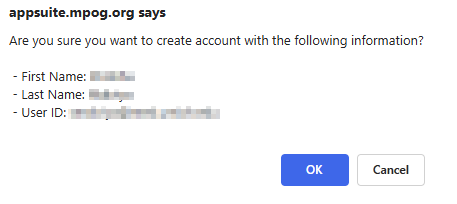 appsuite.mpog.org says
Are you sure you want to create account with the following information?
- First Name:
- Last Name:
- User ID:
OK
Cancel